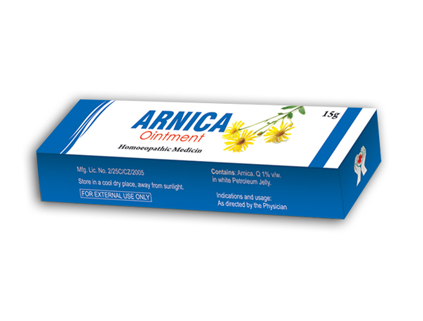 ARNICA
Ointment
Homoeopathic Medicin
15g
Mfg. Lic. No. 2/25C/CZ/2005
Store in a cool dry place, away from sunlight.
FOR EXTERNAL USE ONLY
Contains: Arnica. Q 1% v/w.
in white Petroleum Jelly.
Indications and usage:
As directed by the Physician